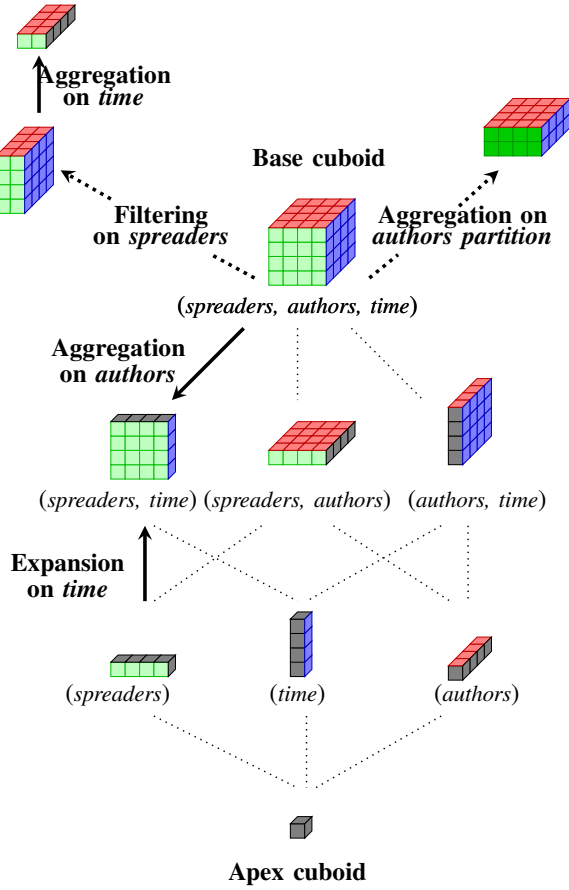 Aggregation
on time
Base cuboid
Filtering
on spreaders
Aggregation on
authors partition
(spreaders, authors, time)
Aggregation
on authors
(spreaders, time) (spreaders, authors) (authors, time)
Expansion
on time
(spreaders) (time) (authors)
Apex cuboid